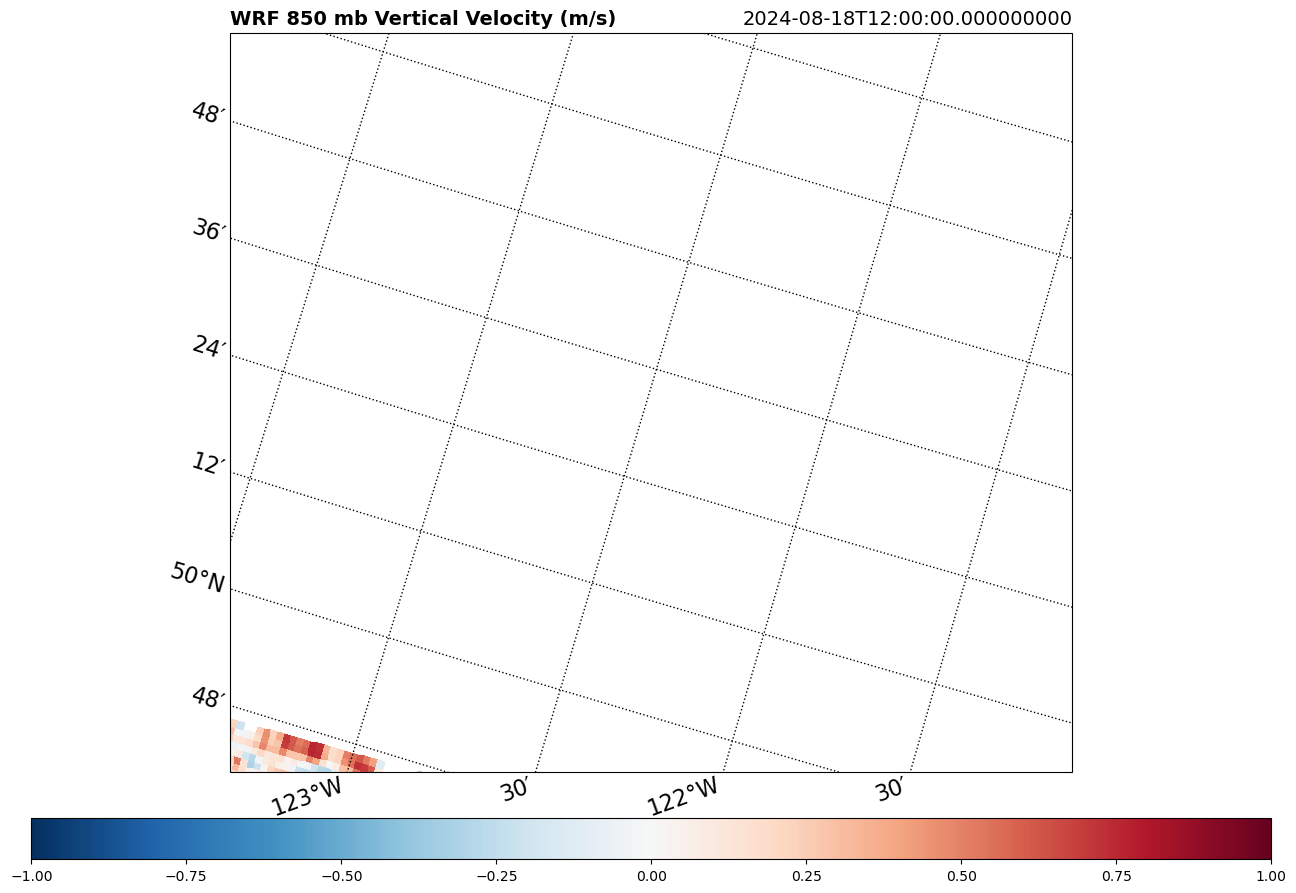 WRF 850 mb Vertical Velocity (m/s) 2024-08-18T12:00:00.000000000
48′
36′
24′
12′
50°N
48′
123°W 30′ 122°W 30′
−1.00 −0.75 −0.50 −0.25 0.00 0.25 0.50 0.75 1.00